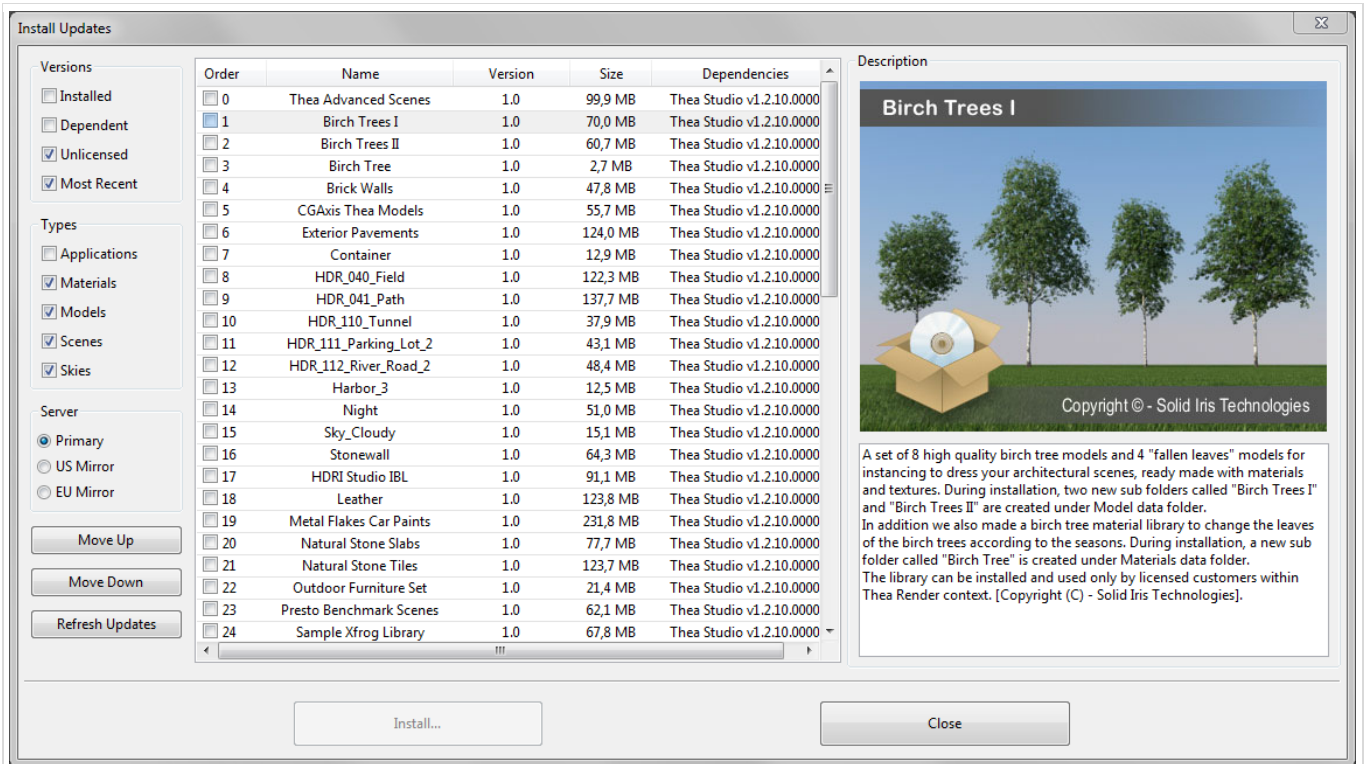 Install Updates
Versions
Installed
Dependent
Unlicensed
Most Recent
Types
Applications
Materials
Models
Scenes
Skies
Server
Primary
US Mirror
EU Mirror
Move Up
Move Down
Refresh Updates
Order Name Version Size Dependencies
0 Thea Advanced Scenes 1.0 99,9 MB Thea Studio v1.2.10.0000
1 Birch Trees I 1.0 70,0 MB Thea Studio v1.2.10.0000
2 Birch Trees II 1.0 60,7 MB Thea Studio v1.2.10.0000
3 Birch Tree 1.0 2,7 MB Thea Studio v1.2.10.0000
4 Brick Walls 1.0 47,8 MB Thea Studio v1.2.10.0000
5 CGAxis Thea Models 1.0 55,7 MB Thea Studio v1.2.10.0000
6 Exterior Pavements 1.0 124,0 MB Thea Studio v1.2.10.0000
7 Container 1.0 12,9 MB Thea Studio v1.2.10.0000
8 HDR_040_Field 1.0 122,3 MB Thea Studio v1.2.10.0000
9 HDR_041_Path 1.0 137,7 MB Thea Studio v1.2.10.0000
10 HDR_110_Tunnel 1.0 37,9 MB Thea Studio v1.2.10.0000
11 HDR_111_Parking_Lot_2 1.0 43,1 MB Thea Studio v1.2.10.0000
12 HDR_112_River_Road_2 1.0 48,4 MB Thea Studio v1.2.10.0000
13 Harbor_3 1.0 12,5 MB Thea Studio v1.2.10.0000
14 Night 1.0 51,0 MB Thea Studio v1.2.10.0000
15 Sky_Cloudy 1.0 15,1 MB Thea Studio v1.2.10.0000
16 Stonewall 1.0 64,3 MB Thea Studio v1.2.10.0000
17 HDRI Studio IBL 1.0 91,1 MB Thea Studio v1.2.10.0000
18 Leather 1.0 123,8 MB Thea Studio v1.2.10.0000
19 Metal Flakes Car Paints 1.0 231,8 MB Thea Studio v1.2.10.0000
20 Natural Stone Slabs 1.0 77,7 MB Thea Studio v1.2.10.0000
21 Natural Stone Tiles 1.0 123,7 MB Thea Studio v1.2.10.0000
22 Outdoor Furniture Set 1.0 21,4 MB Thea Studio v1.2.10.0000
23 Presto Benchmark Scenes 1.0 62,1 MB Thea Studio v1.2.10.0000
24 Sample Xfrog Library 1.0 67,8 MB Thea Studio v1.2.10.0000
Description
Birch Trees I
Copyright © - Solid Iris Technologies
A set of 8 high quality birch tree models and 4 "fallen leaves" models for
instancing to dress your architectural scenes, ready made with materials
and textures. During installation, two new sub folders called "Birch Trees I"
and "Birch Trees II" are created under Model data folder.
In addition we also made a birch tree material library to change the leaves
of the birch trees according to the seasons. During installation, a new sub
folder called "Birch Tree" is created under Materials data folder.
The library can be installed and used only by licensed customers within
Thea Render context. [Copyright (C) - Solid Iris Technologies].
Install...
Close